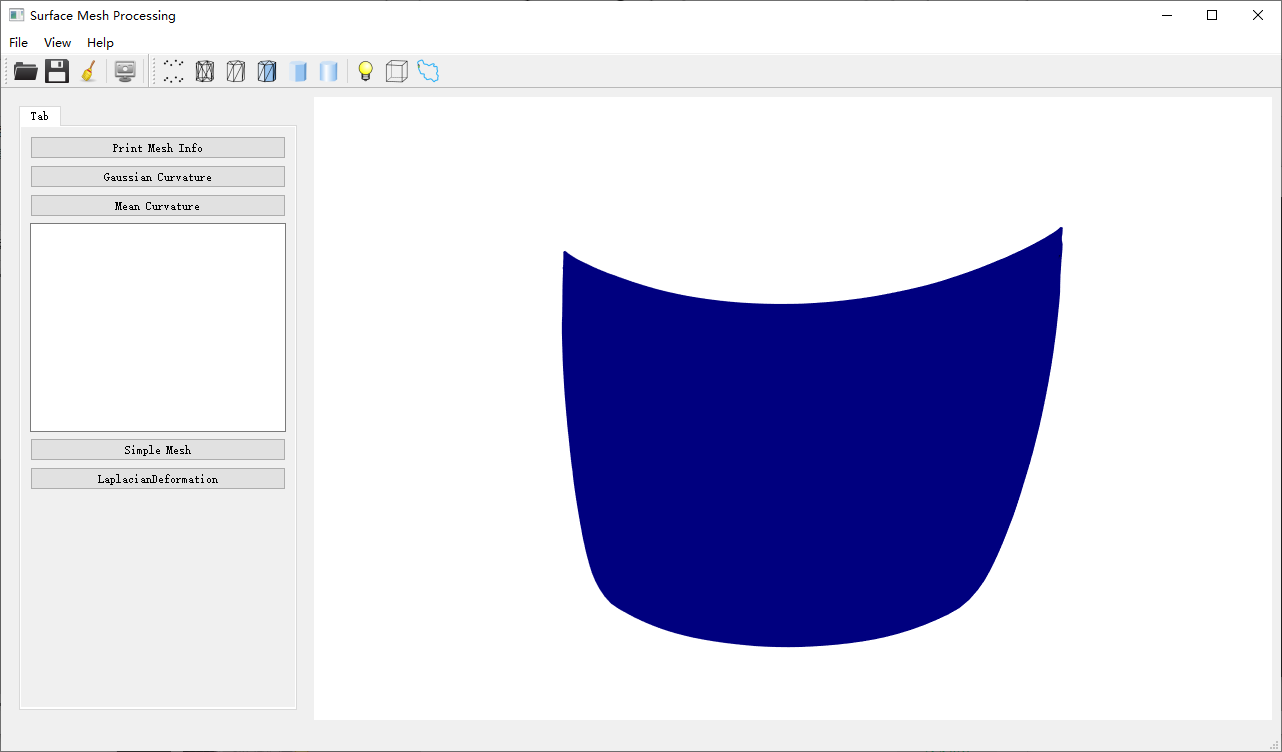 Surface Mesh Processing
File View Help
Tab
Print Mesh Info
Gaussian Curvature
Mean Curvature
Simple Mesh
LaplacianDeformation